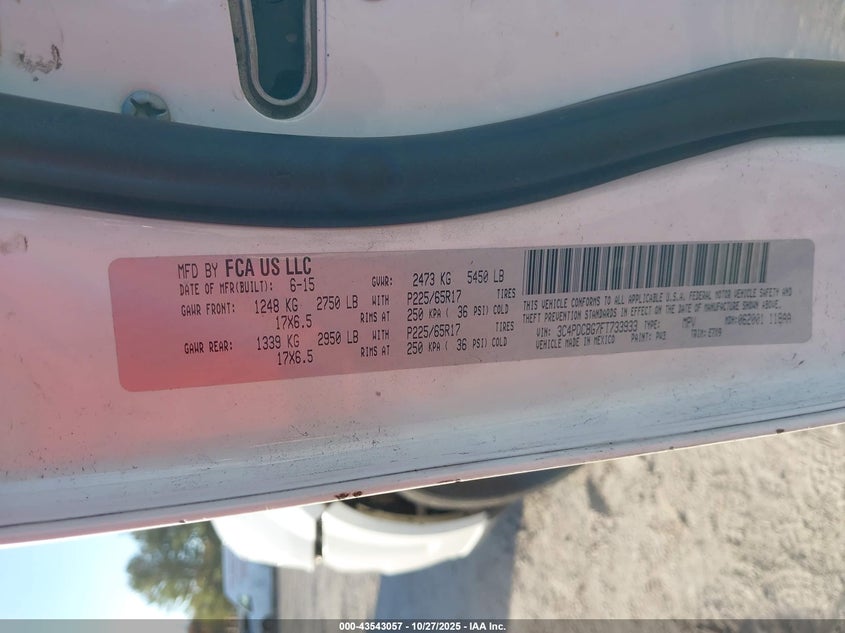 MFD BY FCA US LLC
DATE OF MFR(BUILT): 6-15 GVWR: 2473 KG 5450 LB
GAWR FRONT: 1248 KG 2750 LB WITH P225/65R17 TIRES
17X6.5 RIMS AT 250 KPA ( 36 PSI) COLD
GAWR REAR: 1339 KG 2950 LB WITH P225/65R17 TIRES
17X6.5 RIMS AT 250 KPA ( 36 PSI) COLD
THIS VEHICLE CONFORMS TO ALL APPLICABLE U.S.A. FEDERAL MOTOR VEHICLE SAFETY AND
THEFT PREVENTION STANDARDS IN EFFECT ON THE DATE OF MANUFACTURE SHOWN ABOVE.
VIN: 3C4PDCBG7FT733933 TYPE: MPV MDH: 062001 118AA
VEHICLE MADE IN MEXICO PAINT: PW3 TRIM:
000-43543057 • 10/27/2025 • IAA Inc.